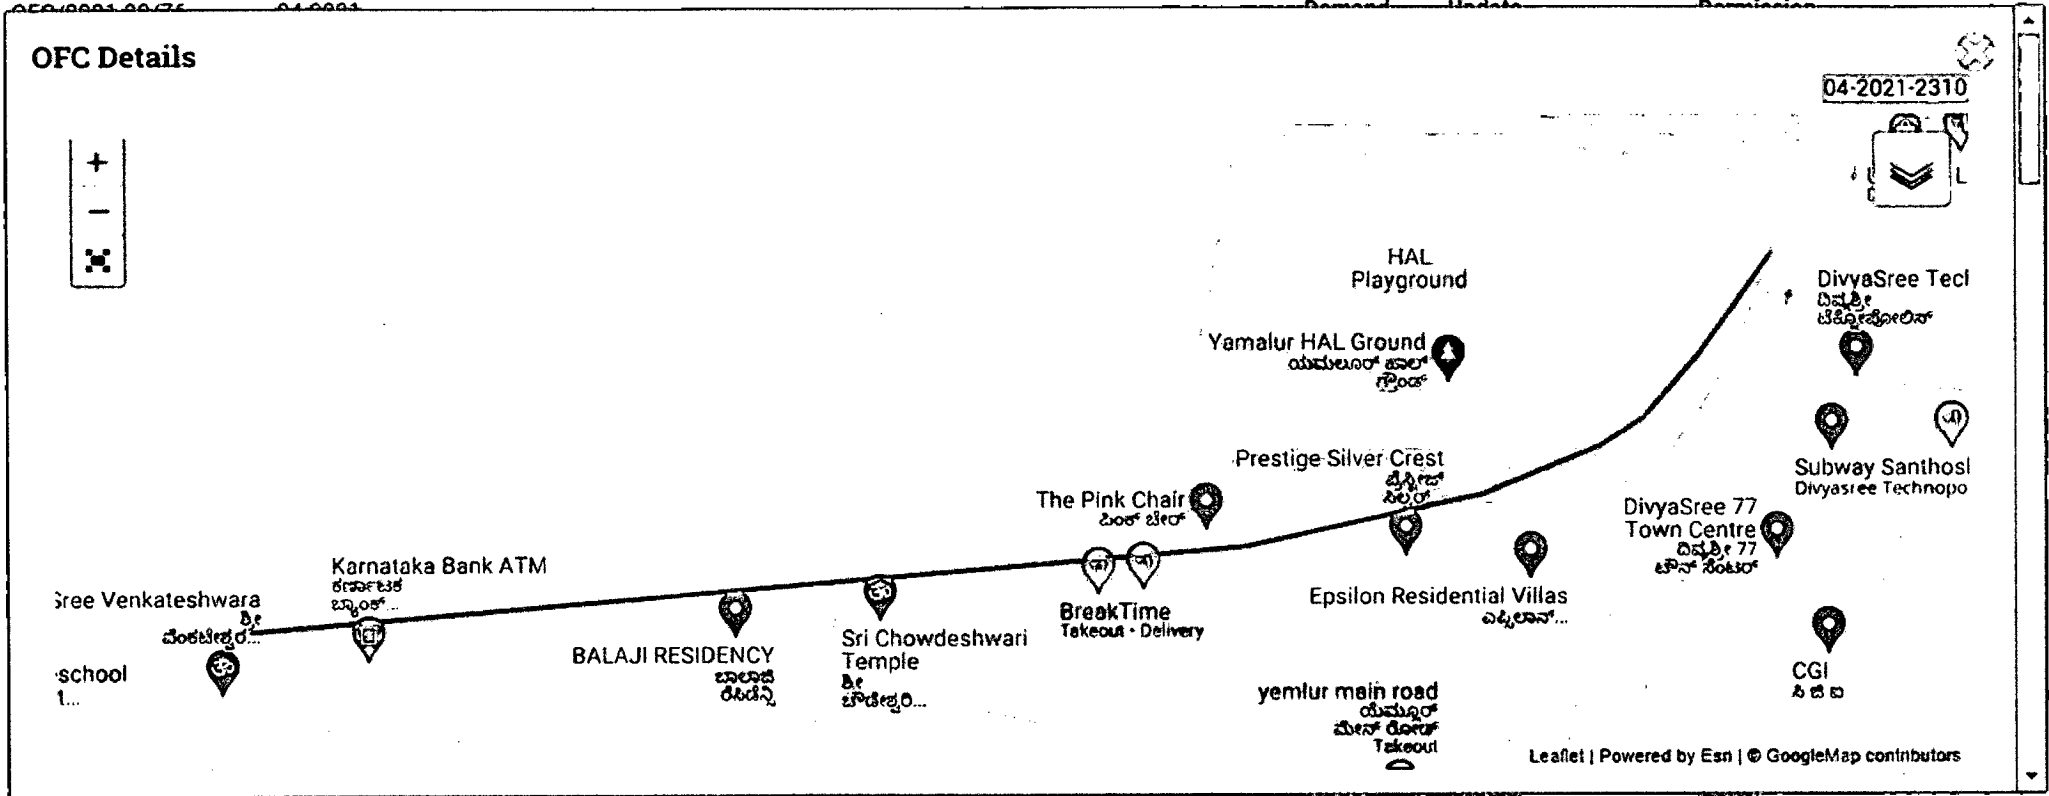 OFC Details
04-2021-2310
+
−
HAL
Playground
DivyaSree Tecl
ದಿವ್ಯಶ್ರೀ
ಟೆಕ್ನೋಪೋಲಿಸ್
Yamalur HAL Ground
ಯಮಲೂರ್ ಹಾಲ್
ಗ್ರೌಂಡ್
Prestige Silver Crest
ಪ್ರೆಸ್ಟೀಜ್
ಸಿಲ್ವರ್
Subway Santhosl
Divyasree Technopo
The Pink Chair
ಪಿಂಕ್ ಚೇರ್
DivyaSree 77
Town Centre
ದಿವ್ಯಶ್ರೀ 77
ಟೌನ್ ಸೆಂಟರ್
Karnataka Bank ATM
ಕರ್ಣಾಟಕ
ಬ್ಯಾಂಕ್...
Sree Venkateshwara
ಶ್ರೀ
ವೆಂಕಟೇಶ್ವರ...
school
t...
BALAJI RESIDENCY
ಬಾಲಾಜಿ
ರೆಸಿಡೆನ್ಸಿ
Sri Chowdeshwari
Temple
ಶ್ರೀ
ಚೌಡೇಶ್ವರಿ...
BreakTime
Takeout · Delivery
Epsilon Residential Villas
ಎಪ್ಸಿಲಾನ್...
CGI
ಸಿ ಜಿ ಐ
yemlur main road
ಯೆಮ್ಲೂರ್
ಮೇನ್ ರೋಡ್
Takeout
Leaflet | Powered by Esri | © GoogleMap contributors